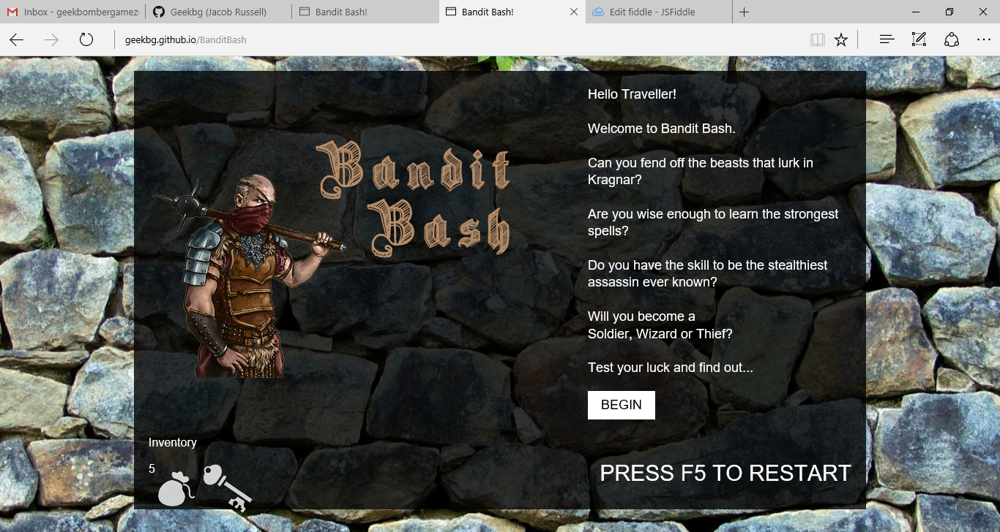 Inbox - geekbombergamez
Geekbg (Jacob Russell)
Bandit Bash!
Bandit Bash!
Edit fiddle - JSFiddle
geekbg.github.io/BanditBash
Bandit
Bash
Hello Traveller!
Welcome to Bandit Bash.
Can you fend off the beasts that lurk in
Kragnar?
Are you wise enough to learn the strongest
spells?
Do you have the skill to be the stealthiest
assassin ever known?
Will you become a
Soldier, Wizard or Thief?
Test your luck and find out...
BEGIN
Inventory
5
PRESS F5 TO RESTART